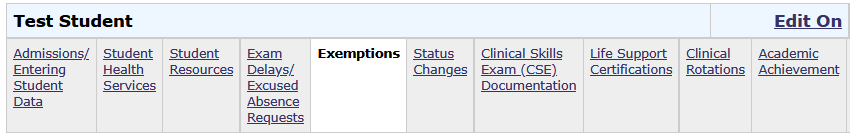 Test Student
Edit On
Admissions/
Entering
Student
Data
Student
Health
Services
Student
Resources
Exam
Delays/
Excused
Absence
Requests
Exemptions
Status
Changes
Clinical Skills
Exam (CSE)
Documentation
Life Support
Certifications
Clinical
Rotations
Academic
Achievement